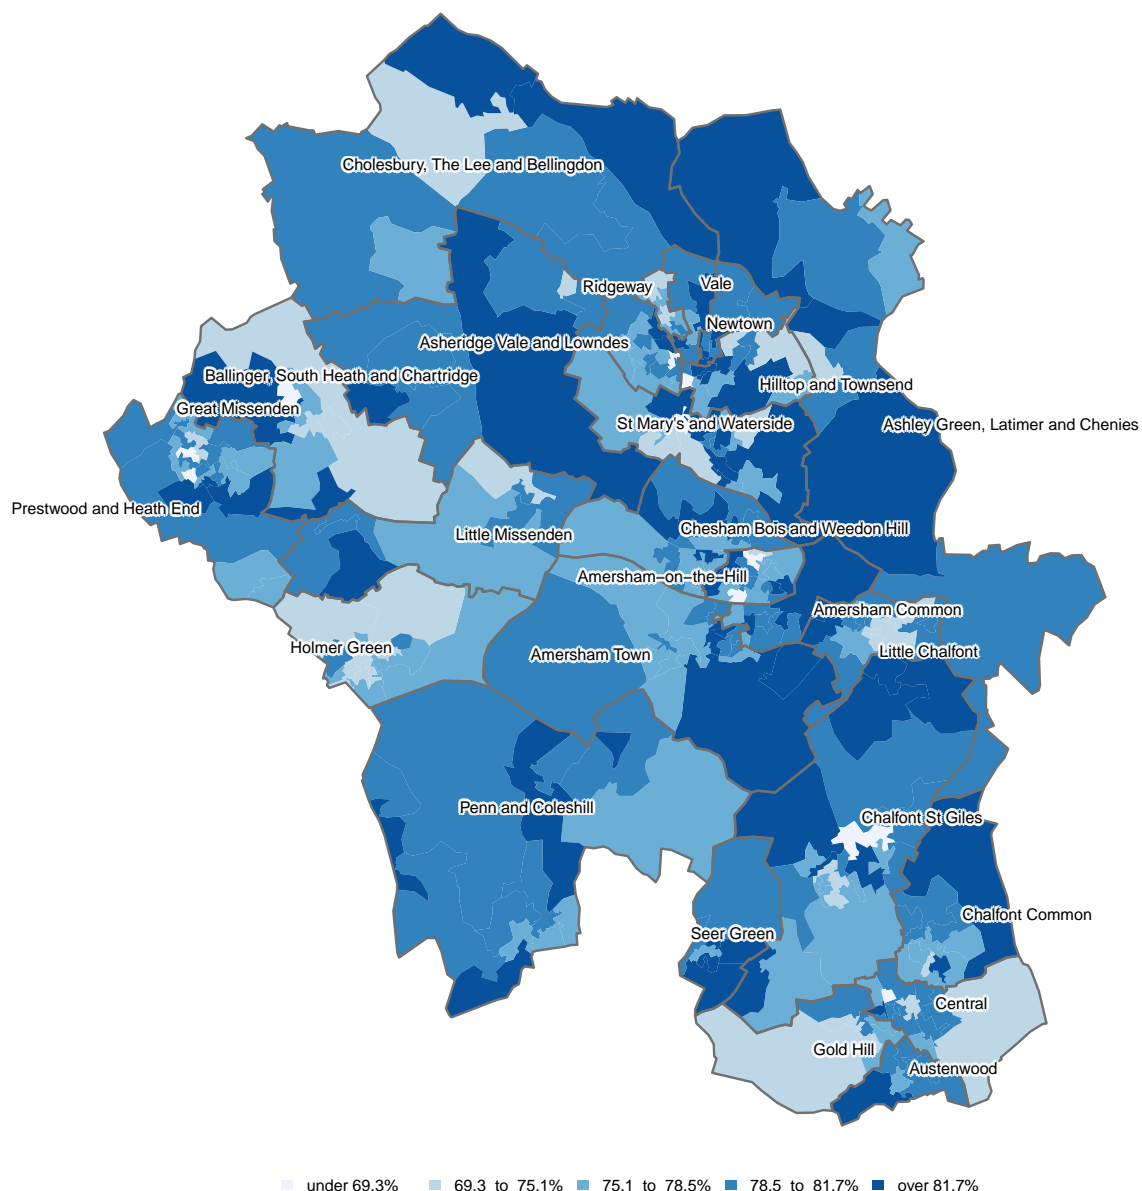 Cholesbury, The Lee and Bellingdon
Ridgeway
Vale
Newtown
Asheridge Vale and Lowndes
Ballinger, South Heath and Chartridge
Hilltop and Townsend
Great Missenden
St Mary's and Waterside
Ashley Green, Latimer and Chenies
Prestwood and Heath End
Little Missenden
Chesham Bois and Weedon Hill
Amersham−on−the−Hill
Amersham Common
Holmer Green
Amersham Town
Little Chalfont
Penn and Coleshill
Chalfont St Giles
Chalfont Common
Seer Green
Central
Gold Hill
Austenwood
under 69.3% 69.3 to 75.1% 75.1 to 78.5% 78.5 to 81.7% over 81.7%